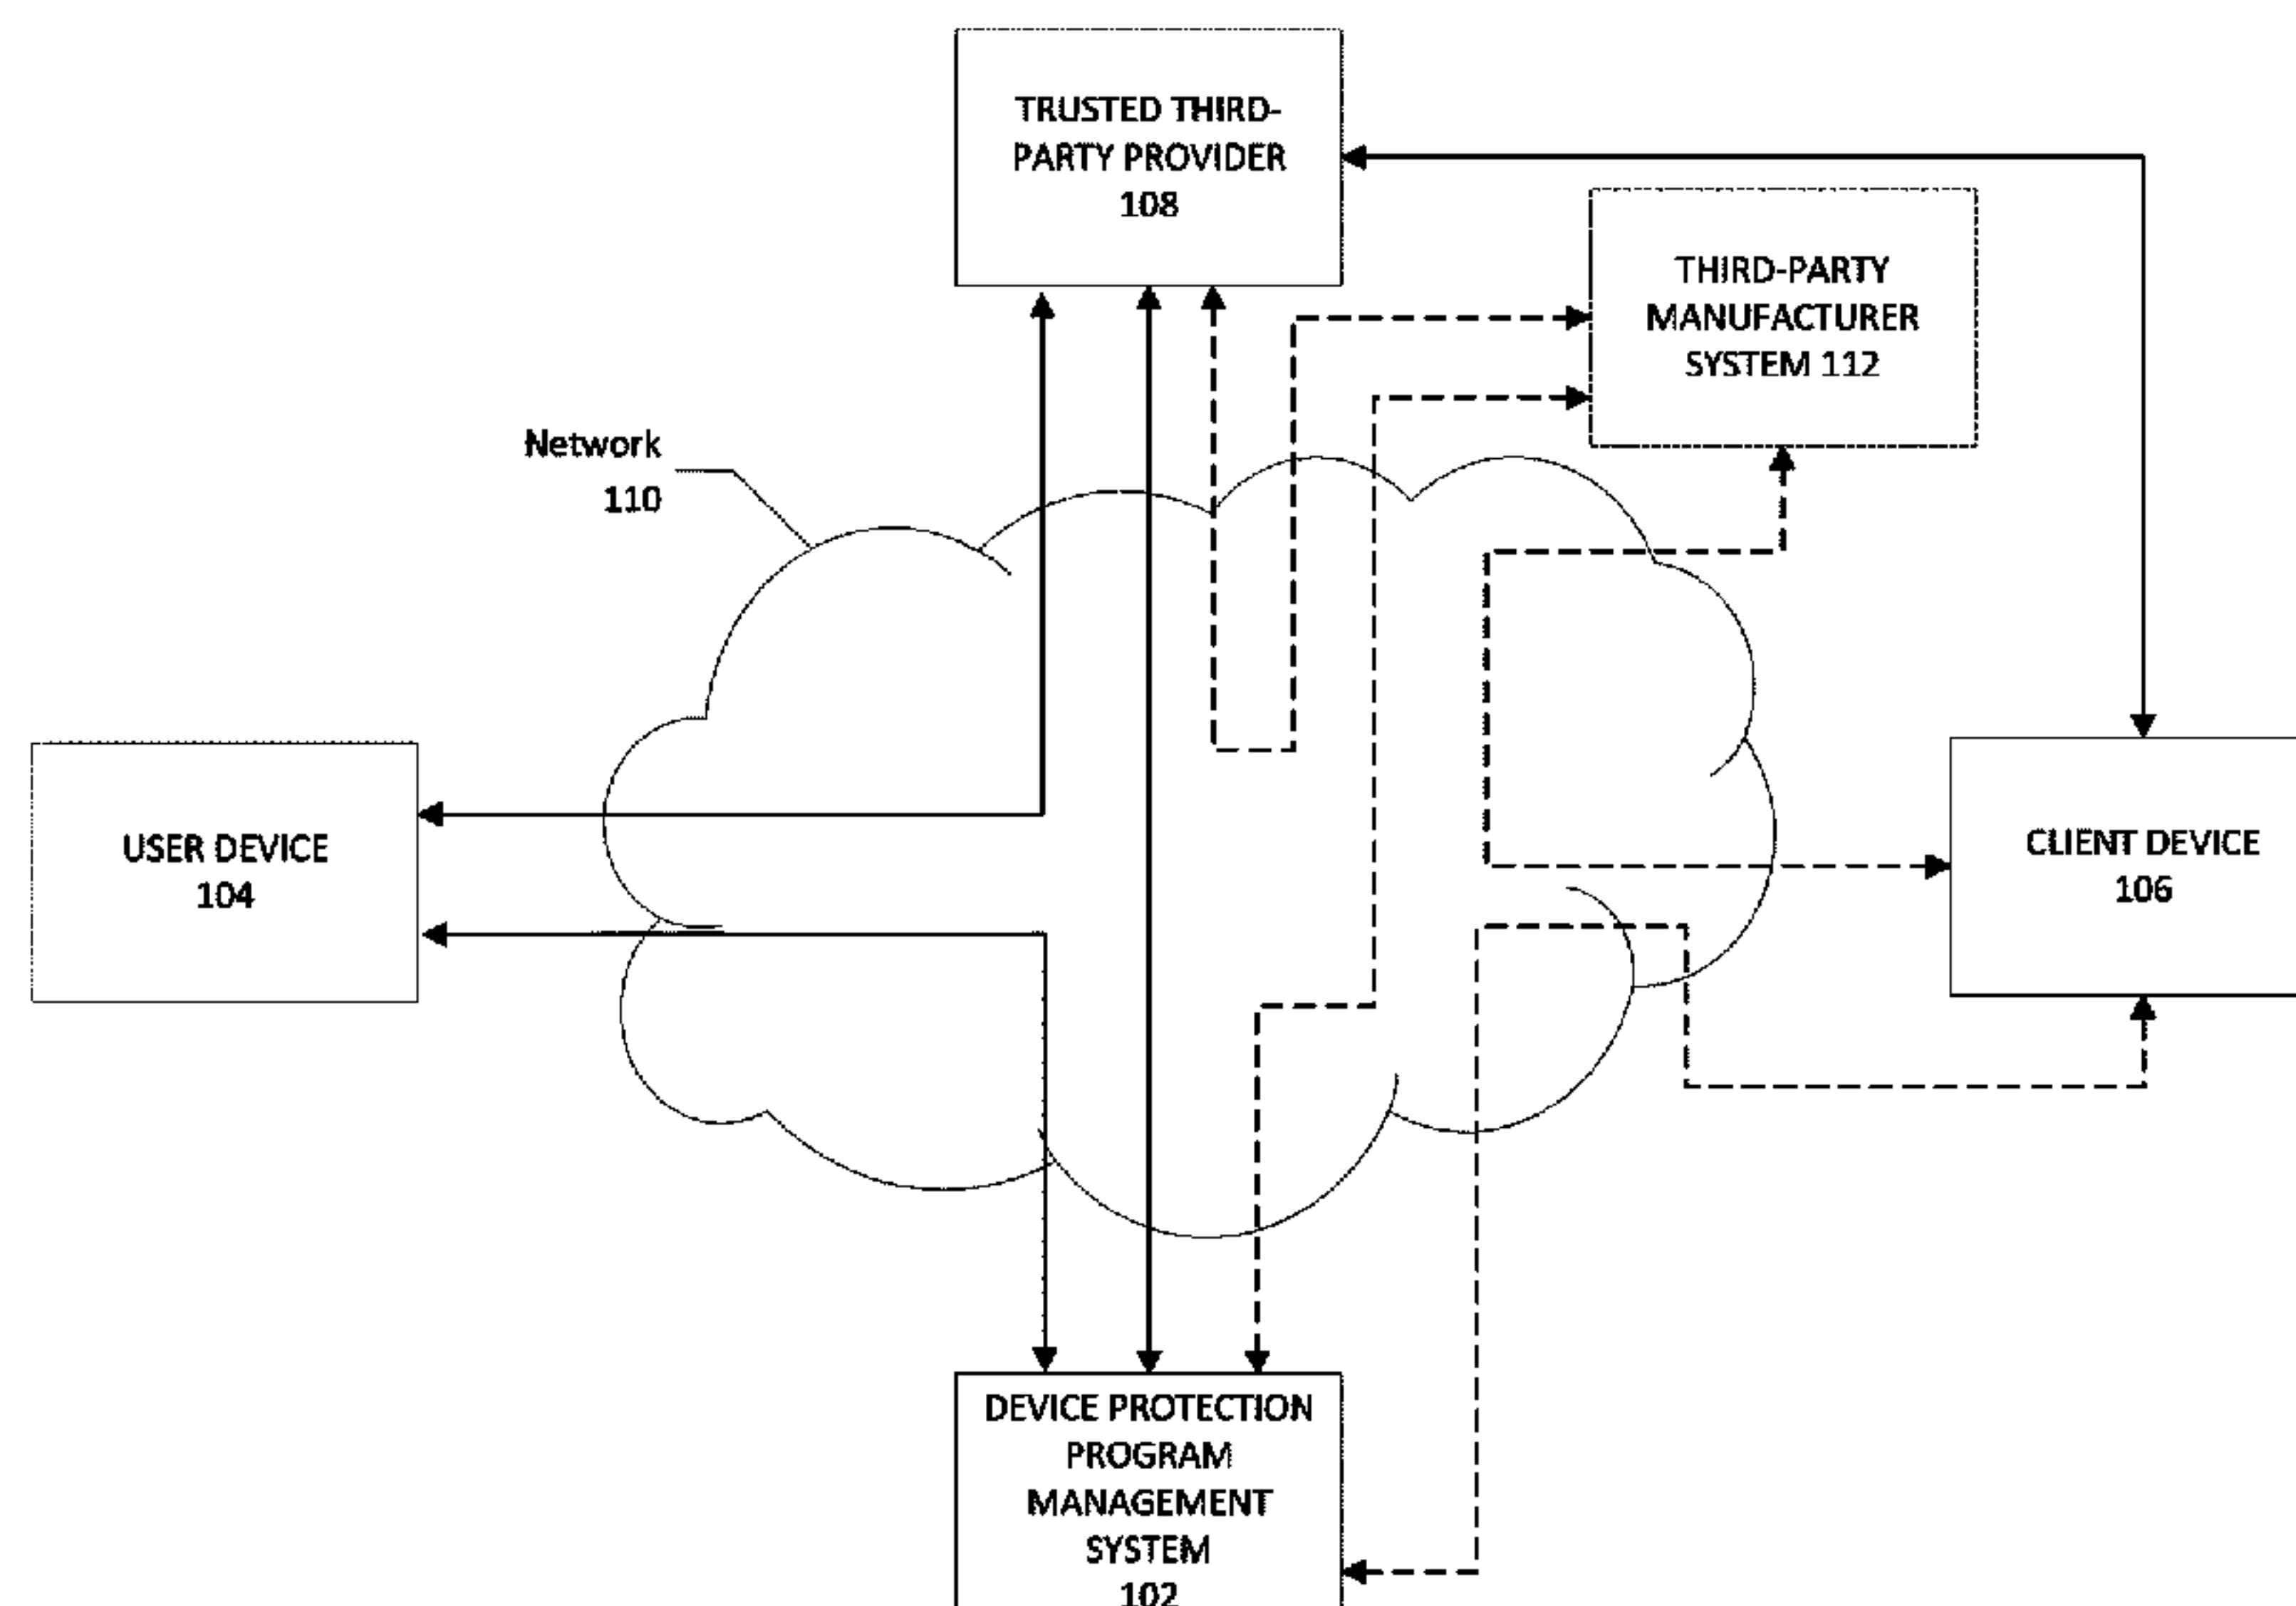 TRUSTED THIRD-
PARTY PROVIDER
108
THIRD-PARTY
MANUFACTURER
SYSTEM 112
Network
110
USER DEVICE
104
CLIENT DEVICE
106
DEVICE PROTECTION
PROGRAM
MANAGEMENT
SYSTEM
102